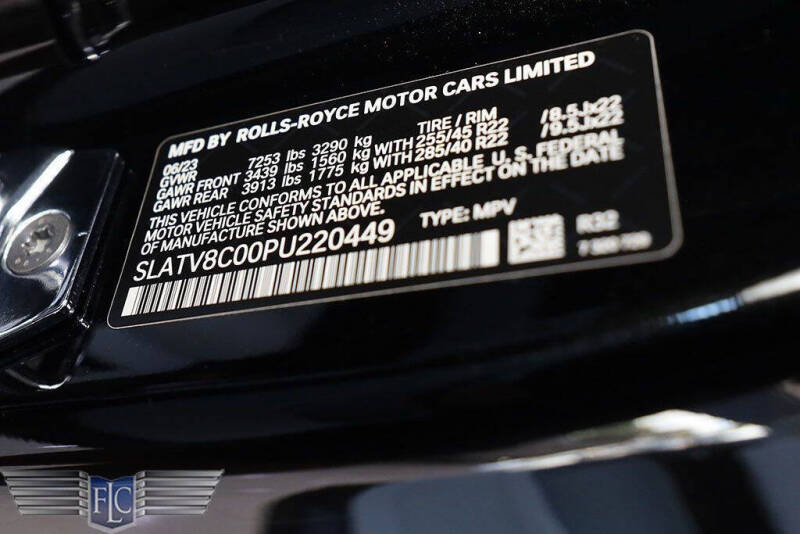 MFD BY ROLLS-ROYCE MOTOR CARS LIMITED
06/23
GVWR 7253 lbs 3290 kg TIRE / RIM
GAWR FRONT 3439 lbs 1560 kg WITH 255/45 R22 / 8.5Jx22
GAWR REAR 3913 lbs 1775 kg WITH 285/40 R22 / 9.5Jx22
THIS VEHICLE CONFORMS TO ALL APPLICABLE U. S. FEDERAL
MOTOR VEHICLE SAFETY STANDARDS IN EFFECT ON THE DATE
OF MANUFACTURE SHOWN ABOVE.
SLATV8C00PU220449 TYPE: MPV
R32
FLC